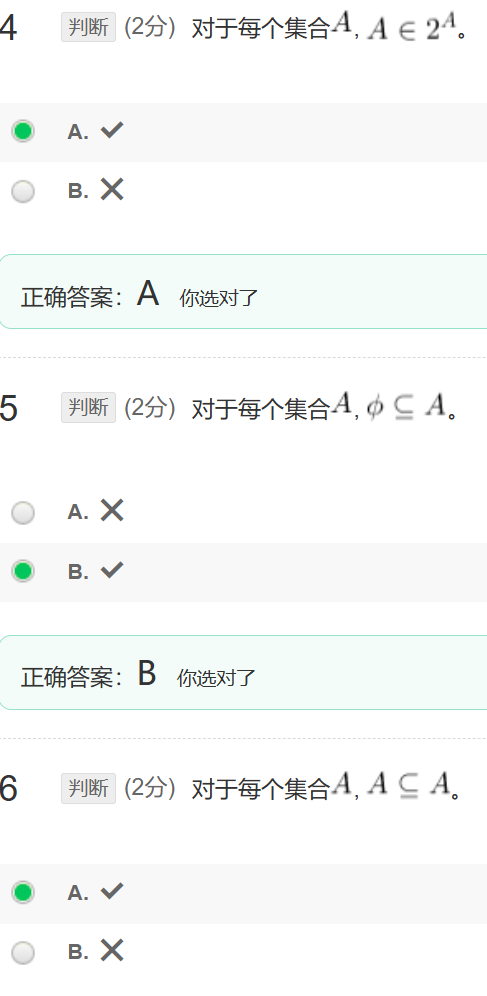 4 判断 (2分) 对于每个集合A, A ∈ 2^A。
A. ✓
B. ✕
正确答案：A 你选对了
5 判断 (2分) 对于每个集合A, ϕ ⊆ A。
A. ✕
B. ✓
正确答案：B 你选对了
6 判断 (2分) 对于每个集合A, A ⊆ A。
A. ✓
B. ✕